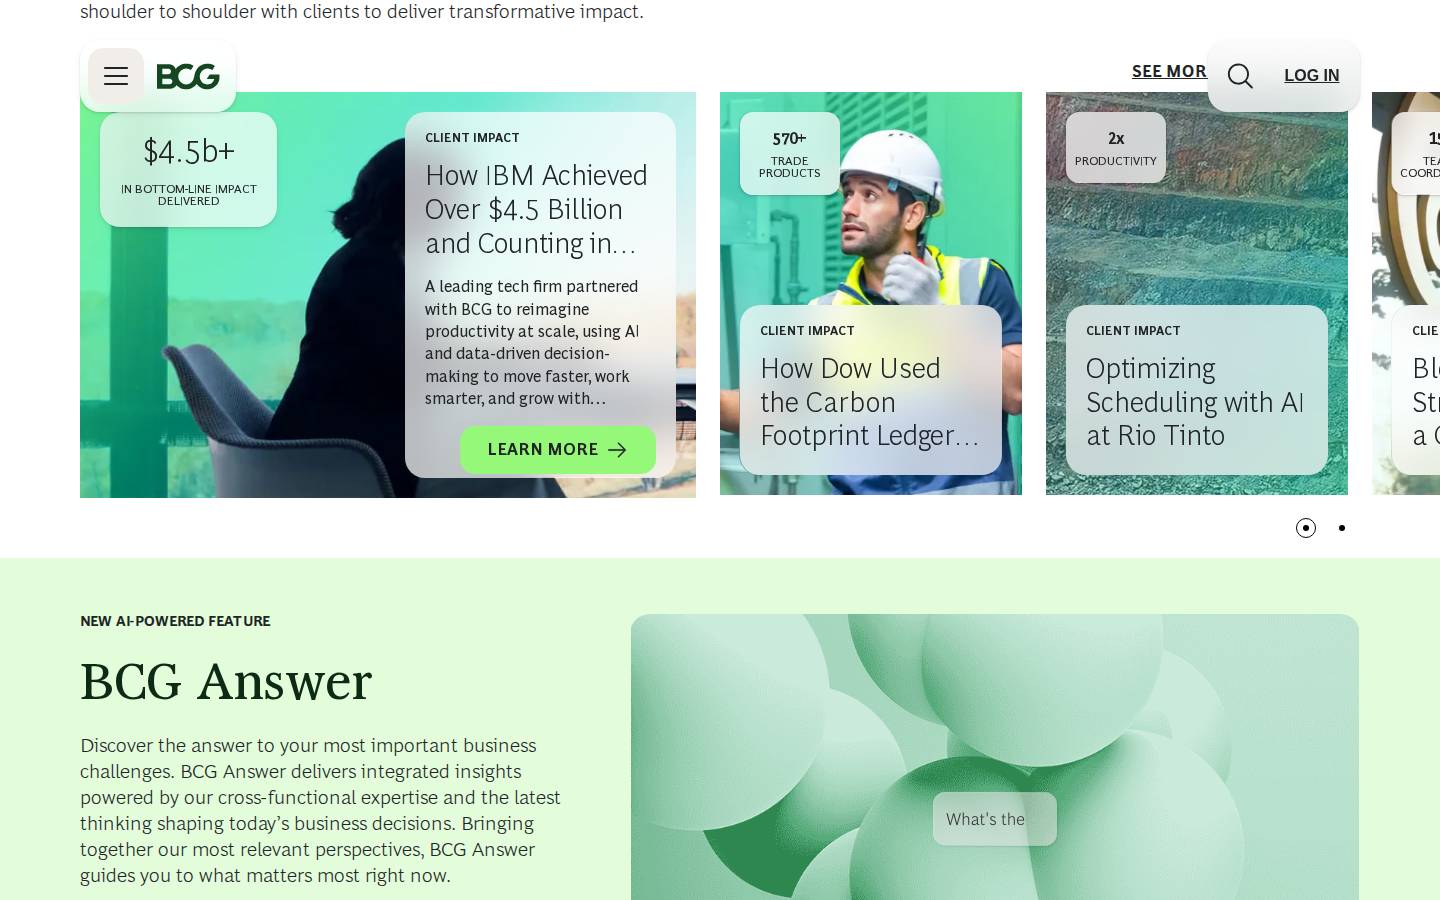 shoulder to shoulder with clients to deliver transformative impact.
BCG
SEE MOR
LOG IN
$4.5b+
IN BOTTOM-LINE IMPACT
DELIVERED
CLIENT IMPACT
How IBM Achieved
Over $4.5 Billion
and Counting in…
A leading tech firm partnered
with BCG to reimagine
productivity at scale, using AI
and data-driven decision-
making to move faster, work
smarter, and grow with…
LEARN MORE
570+
TRADE
PRODUCTS
CLIENT IMPACT
How Dow Used
the Carbon
Footprint Ledger…
2x
PRODUCTIVITY
CLIENT IMPACT
Optimizing
Scheduling with AI
at Rio Tinto
NEW AI-POWERED FEATURE
BCG Answer
Discover the answer to your most important business
challenges. BCG Answer delivers integrated insights
powered by our cross-functional expertise and the latest
thinking shaping today’s business decisions. Bringing
together our most relevant perspectives, BCG Answer
guides you to what matters most right now.
What's the